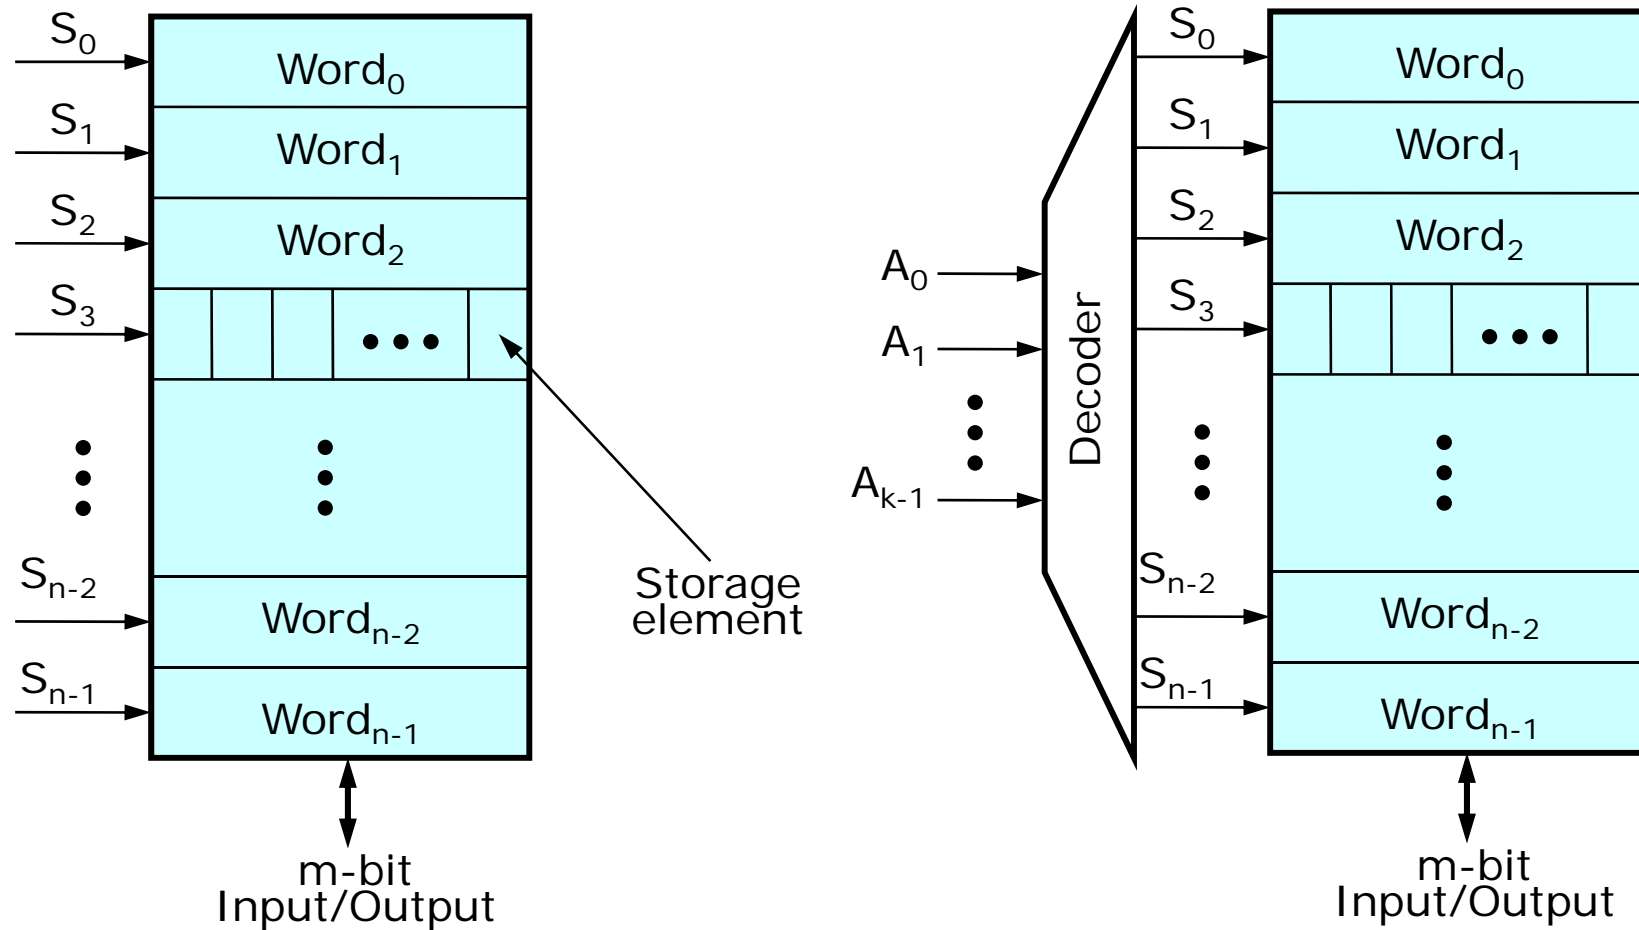 S0
Word0
S1
Word1
S2
Word2
S3
Storage
element
Sn-2
Wordn-2
Sn-1
Wordn-1
m-bit
Input/Output
A0
A1
Ak-1
Decoder
S0
Word0
S1
Word1
S2
Word2
S3
Sn-2
Wordn-2
Sn-1
Wordn-1
m-bit
Input/Output